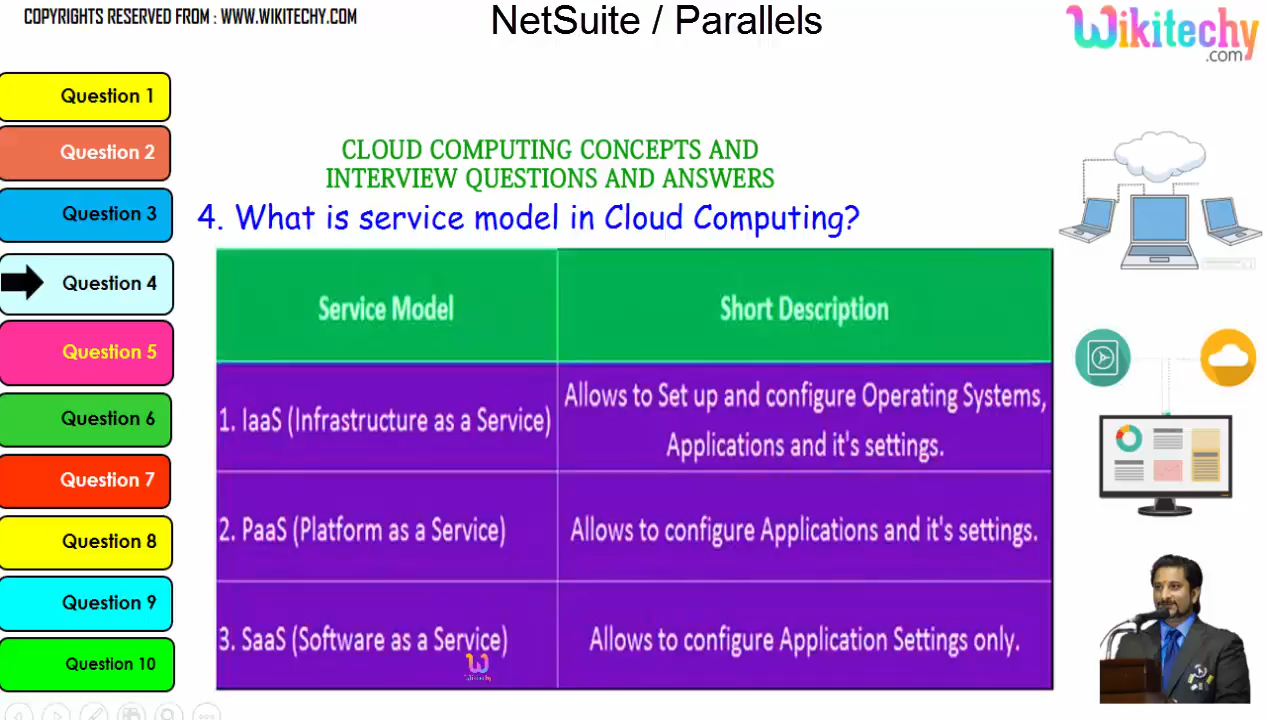 COPYRIGHTS RESERVED FROM : WWW.WIKITECHY.COM
NetSuite / Parallels
Wikitechy
.com
Question 1
Question 2
Question 3
Question 4
Question 5
Question 6
Question 7
Question 8
Question 9
Question 10
CLOUD COMPUTING CONCEPTS AND
INTERVIEW QUESTIONS AND ANSWERS
4. What is service model in Cloud Computing?
Service Model
Short Description
1. IaaS (Infrastructure as a Service)
Allows to Set up and configure Operating Systems,
Applications and it's settings.
2. PaaS (Platform as a Service)
Allows to configure Applications and it's settings.
3. SaaS (Software as a Service)
Allows to configure Application Settings only.
W
Wikitechy